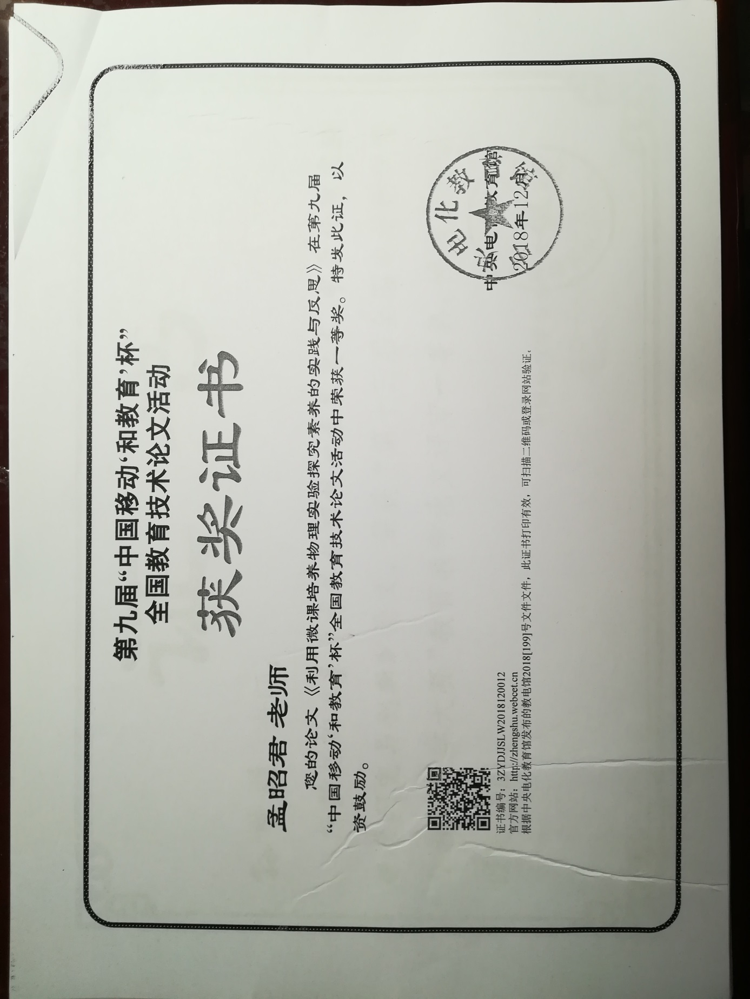 第九届“中国移动‘和教育’杯”
全国教育技术论文活动
获奖证书
孟昭君 老师
您的论文《利用微课培养物理实验探究素养的实践与反思》在第九届
“中国移动‘和教育’杯”全国教育技术论文活动中荣获一等奖。特发此证，以
资鼓励。
中央电化教育馆
2018年12月
证书编号：3ZYDJJSLW2018120012
官方网站：http://zhengshu.webcet.cn
根据中央电化教育馆发布的教电馆2018[199]号文件文件，此证书打印有效，可扫描二维码或登录网站验证。